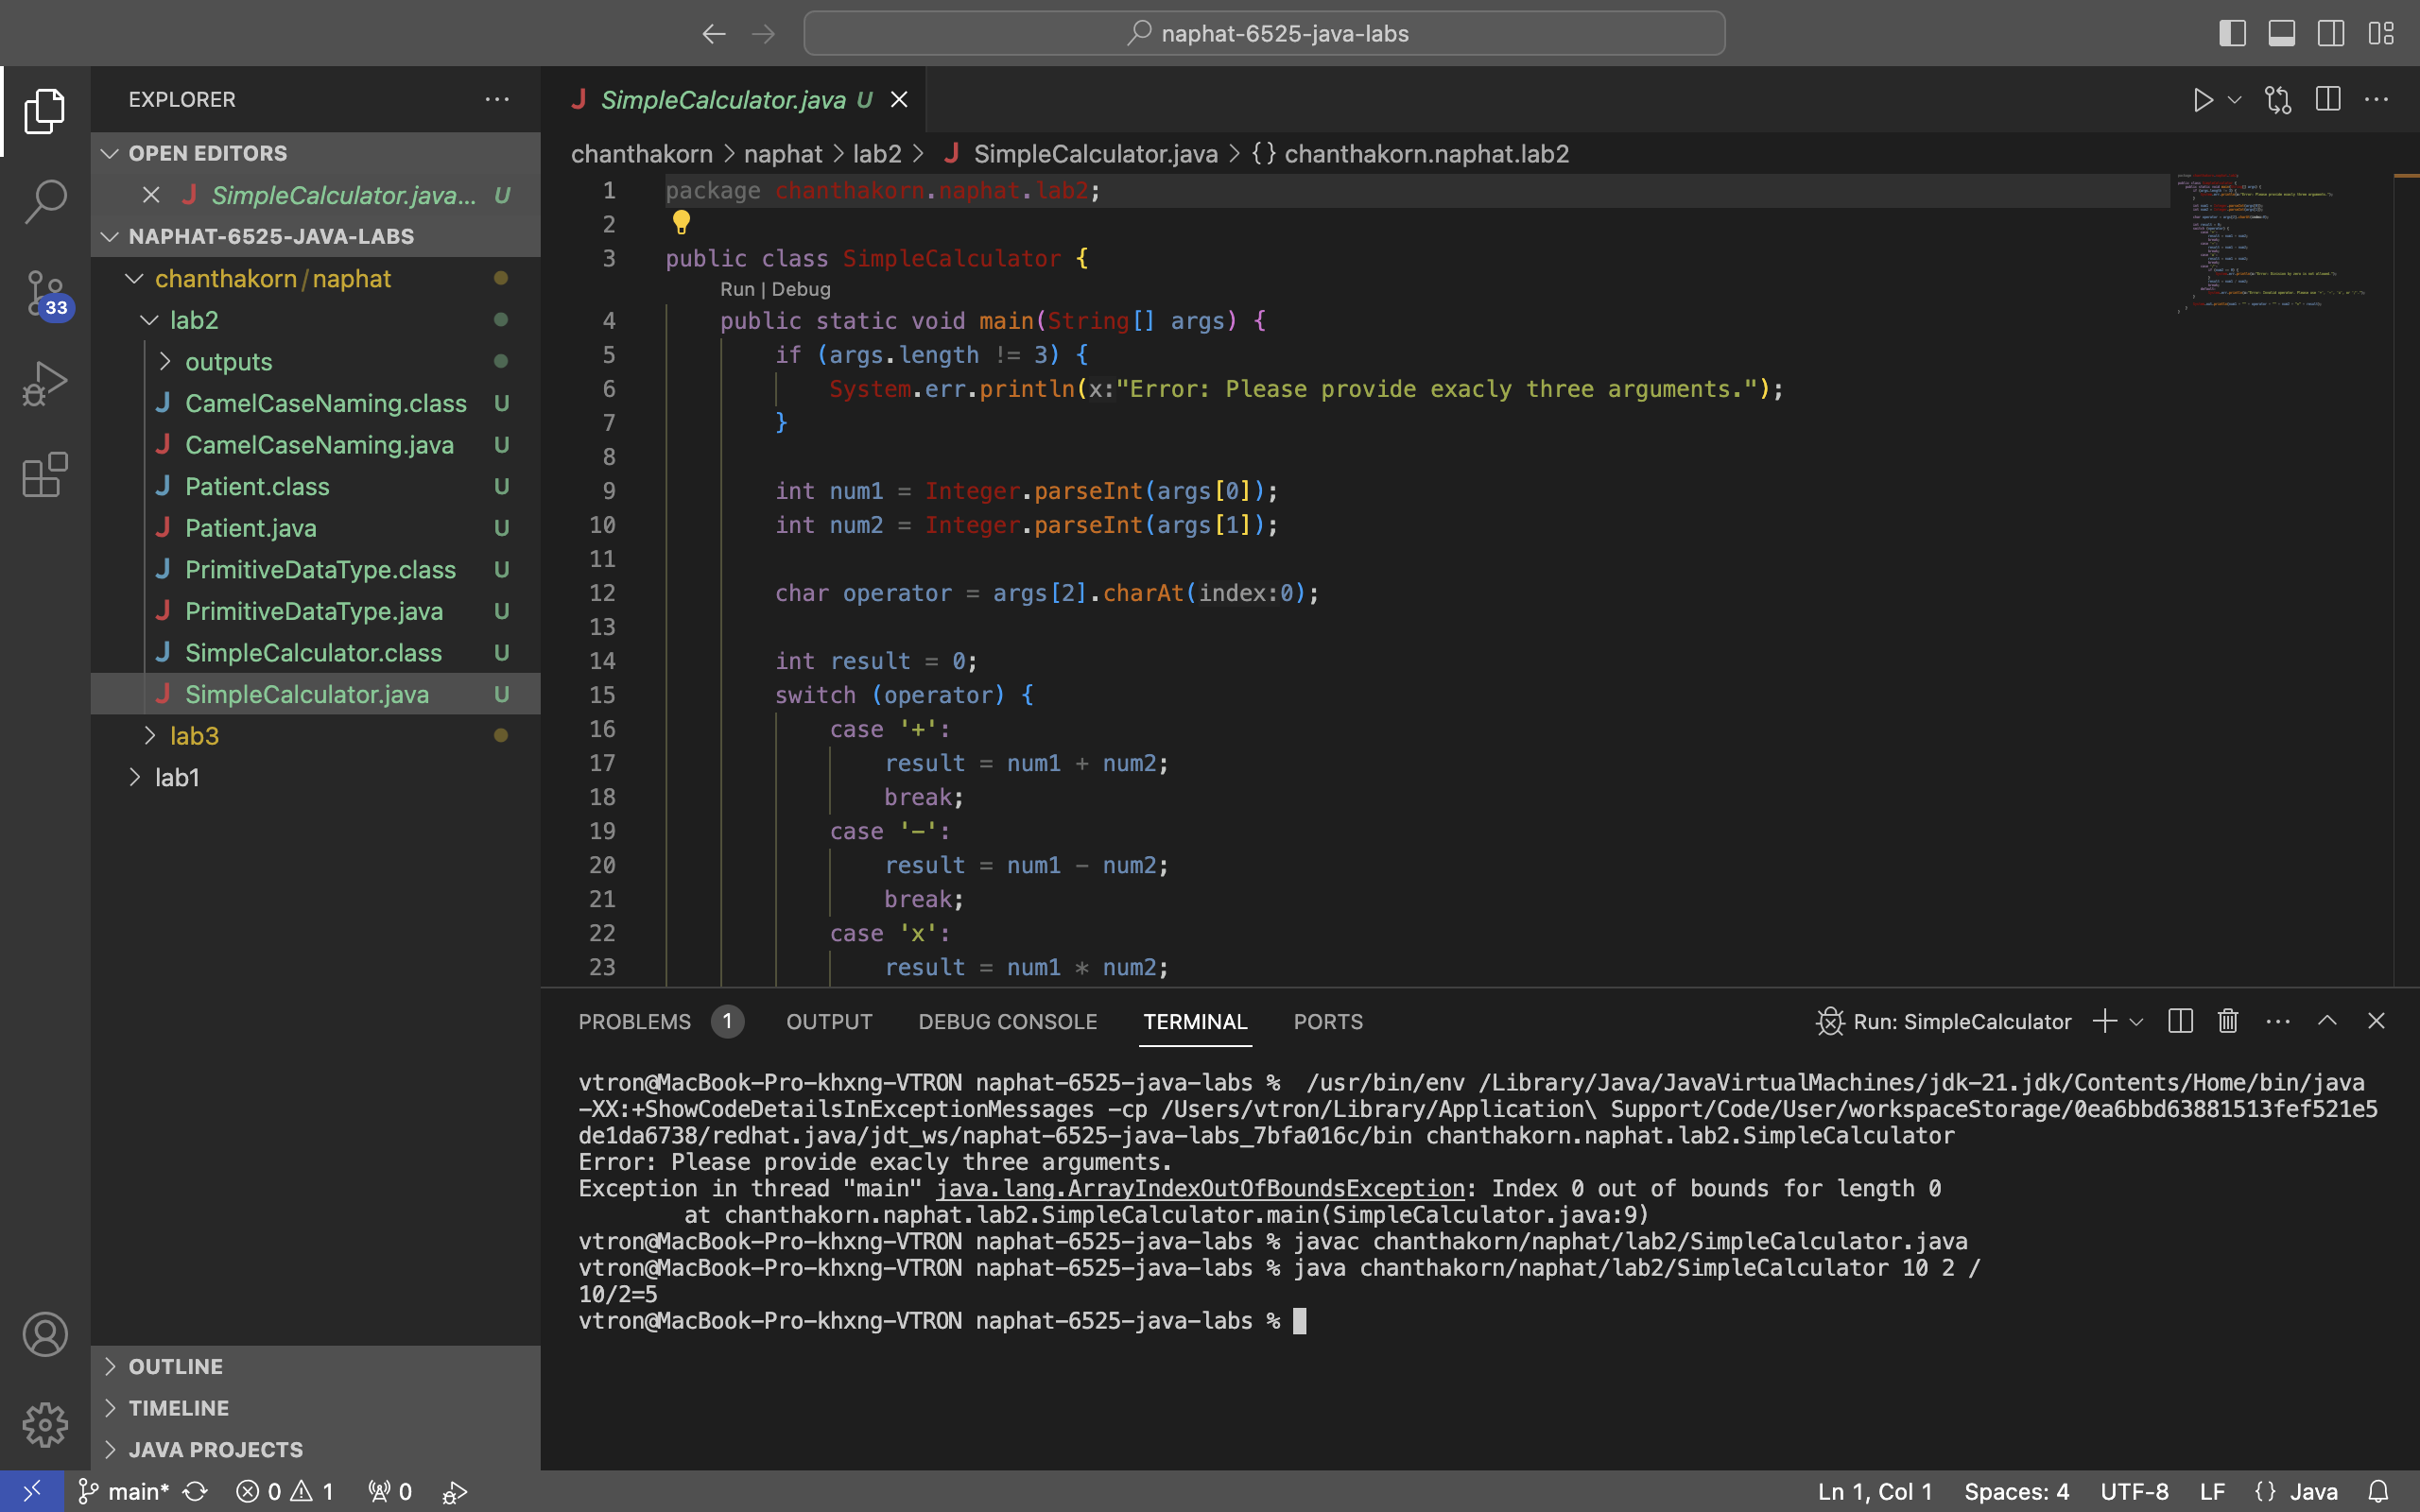 naphat-6525-java-labs
EXPLORER
OPEN EDITORS
SimpleCalculator.java... U
NAPHAT-6525-JAVA-LABS
chanthakorn/naphat
lab2
outputs
CamelCaseNaming.class U
CamelCaseNaming.java U
Patient.class U
Patient.java U
PrimitiveDataType.class U
PrimitiveDataType.java U
SimpleCalculator.class U
SimpleCalculator.java U
lab3
lab1
33
OUTLINE
TIMELINE
JAVA PROJECTS
SimpleCalculator.java U
chanthakorn > naphat > lab2 > SimpleCalculator.java > {} chanthakorn.naphat.lab2
1 package chanthakorn.naphat.lab2;
2
3 public class SimpleCalculator {
Run | Debug
4 public static void main(String[] args) {
5 if (args.length != 3) {
6 System.err.println(x:"Error: Please provide exacly three arguments.");
7 }
8
9 int num1 = Integer.parseInt(args[0]);
10 int num2 = Integer.parseInt(args[1]);
11
12 char operator = args[2].charAt(index:0);
13
14 int result = 0;
15 switch (operator) {
16 case '+':
17 result = num1 + num2;
18 break;
19 case '-':
20 result = num1 - num2;
21 break;
22 case 'x':
23 result = num1 * num2;
PROBLEMS 1 OUTPUT DEBUG CONSOLE TERMINAL PORTS
Run: SimpleCalculator
vtron@MacBook-Pro-khxng-VTRON naphat-6525-java-labs %  /usr/bin/env /Library/Java/JavaVirtualMachines/jdk-21.jdk/Contents/Home/bin/java
-XX:+ShowCodeDetailsInExceptionMessages -cp /Users/vtron/Library/Application\ Support/Code/User/workspaceStorage/0ea6bbd63881513fef521e5
de1da6738/redhat.java/jdt_ws/naphat-6525-java-labs_7bfa016c/bin chanthakorn.naphat.lab2.SimpleCalculator
Error: Please provide exacly three arguments.
Exception in thread "main" java.lang.ArrayIndexOutOfBoundsException: Index 0 out of bounds for length 0
at chanthakorn.naphat.lab2.SimpleCalculator.main(SimpleCalculator.java:9)
vtron@MacBook-Pro-khxng-VTRON naphat-6525-java-labs % javac chanthakorn/naphat/lab2/SimpleCalculator.java
vtron@MacBook-Pro-khxng-VTRON naphat-6525-java-labs % java chanthakorn/naphat/lab2/SimpleCalculator 10 2 /
10/2=5
vtron@MacBook-Pro-khxng-VTRON naphat-6525-java-labs %
main* 0 1 0
Ln 1, Col 1 Spaces: 4 UTF-8 LF {} Java